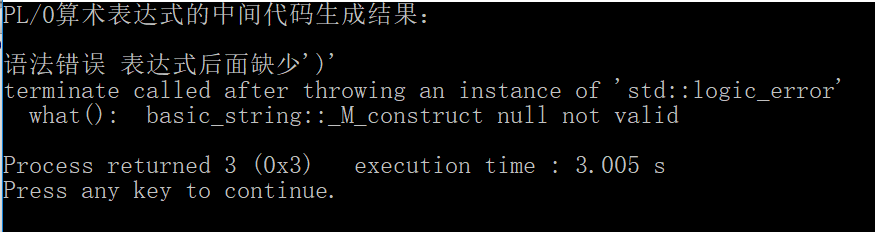 PL/0算术表达式的中间代码生成结果:
语法错误 表达式后面缺少')'
terminate called after throwing an instance of 'std::logic_error'
what():  basic_string::_M_construct null not valid
Process returned 3 (0x3)   execution time : 3.005 s
Press any key to continue.